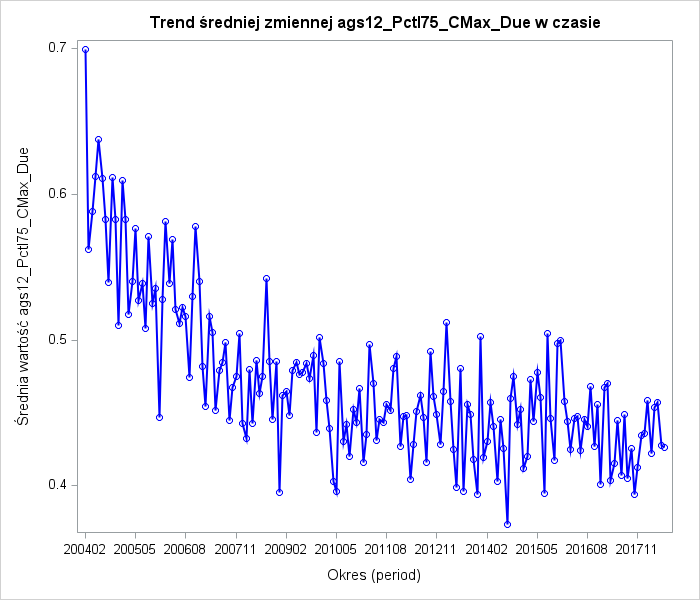 Trend średniej zmiennej ags12_Pctl75_CMax_Due w czasie
Średnia wartość ags12_Pctl75_CMax_Due
0.7
0.6
0.5
0.4
200402 200505 200608 200711 200902 201005 201108 201211 201402 201505 201608 201711
Okres (period)